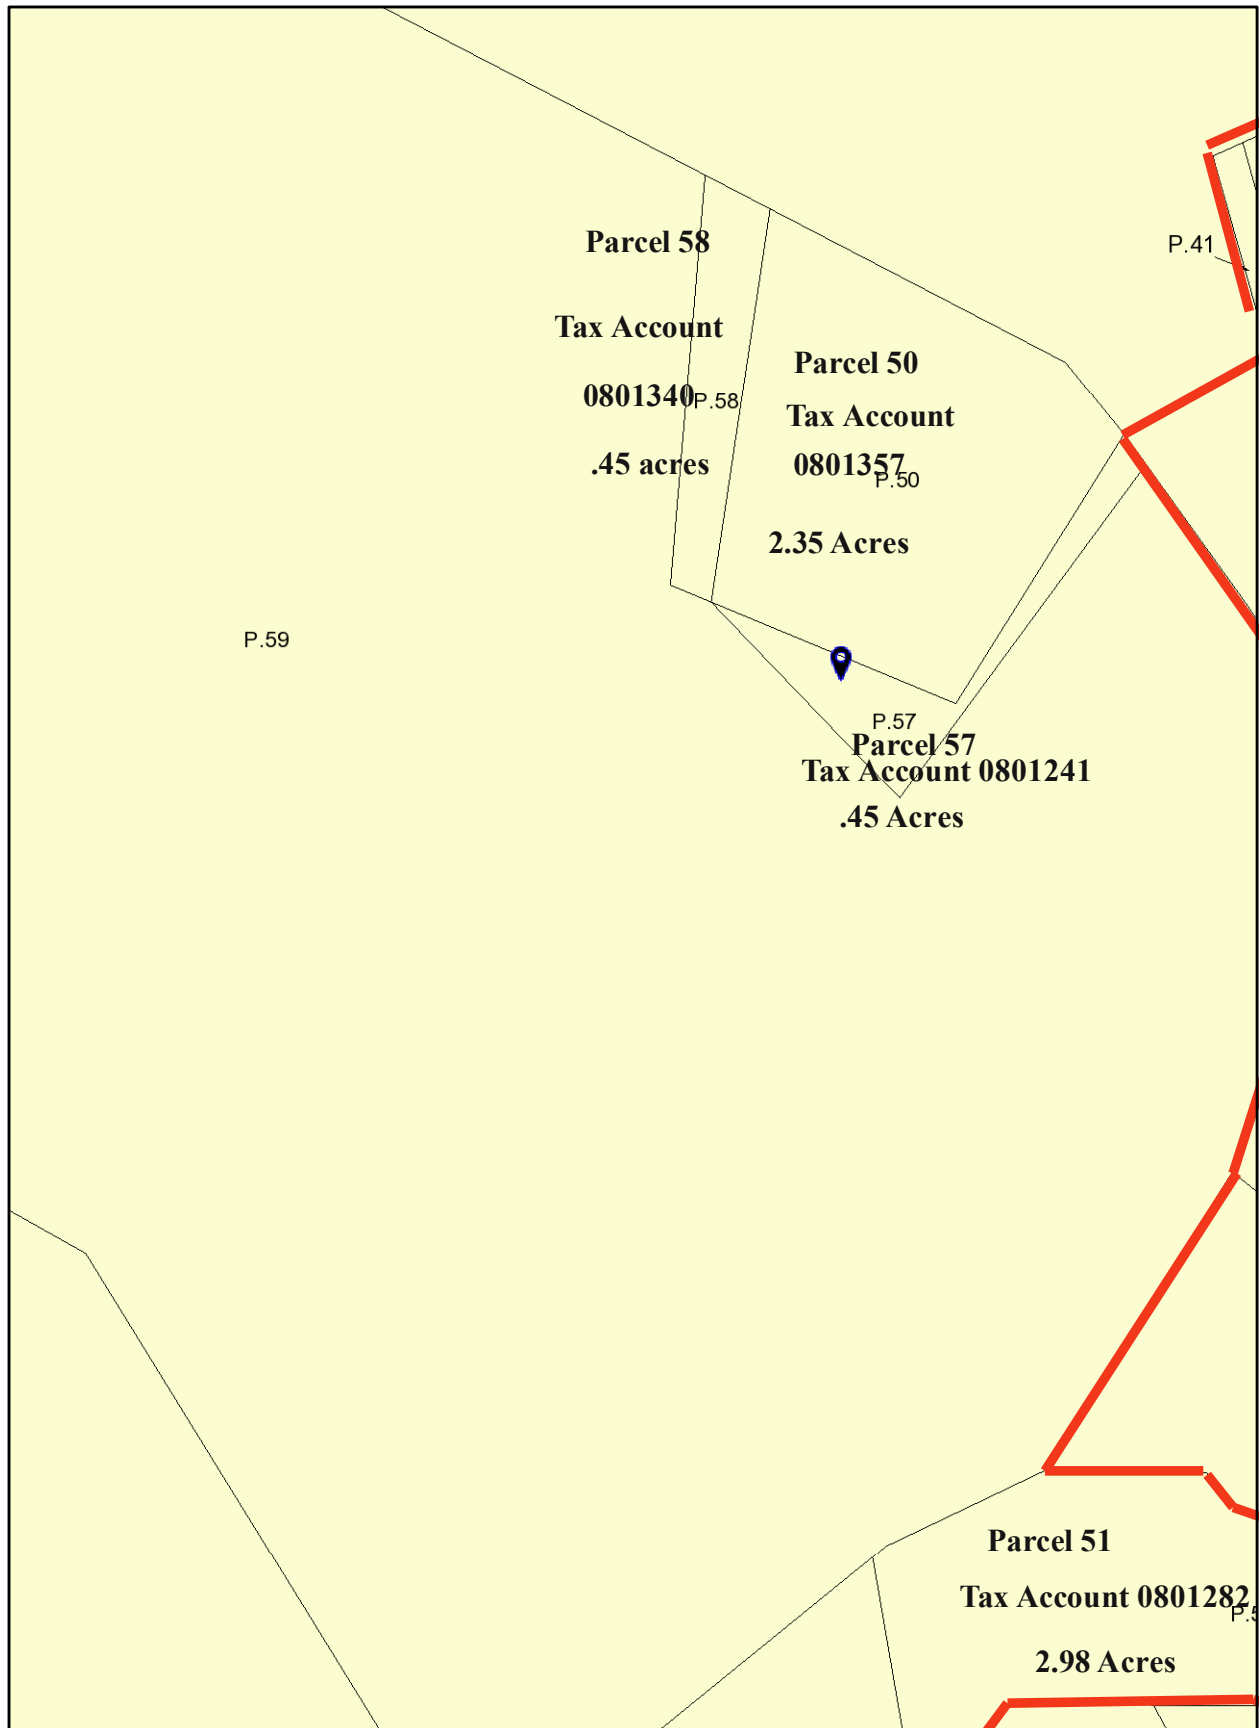 Parcel 58
P.41
Tax Account
Parcel 50
0801340
P.58
Tax Account
.45 acres
0801357
P.50
2.35 Acres
P.59
P.57
Parcel 57
Tax Account 0801241
.45 Acres
Parcel 51
Tax Account 0801282
2.98 Acres